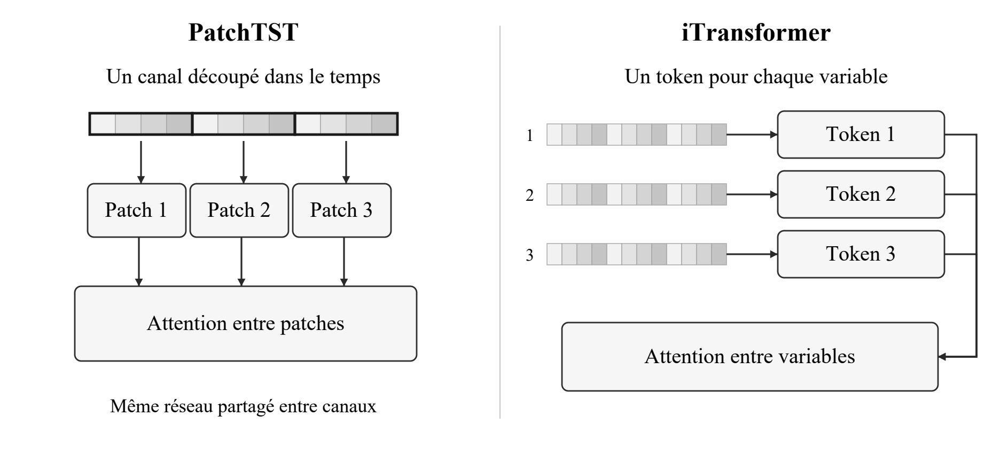 PatchTST
Un canal découpé dans le temps
Patch 1
Patch 2
Patch 3
Attention entre patches
Même réseau partagé entre canaux
iTransformer
Un token pour chaque variable
1
Token 1
2
Token 2
3
Token 3
Attention entre variables